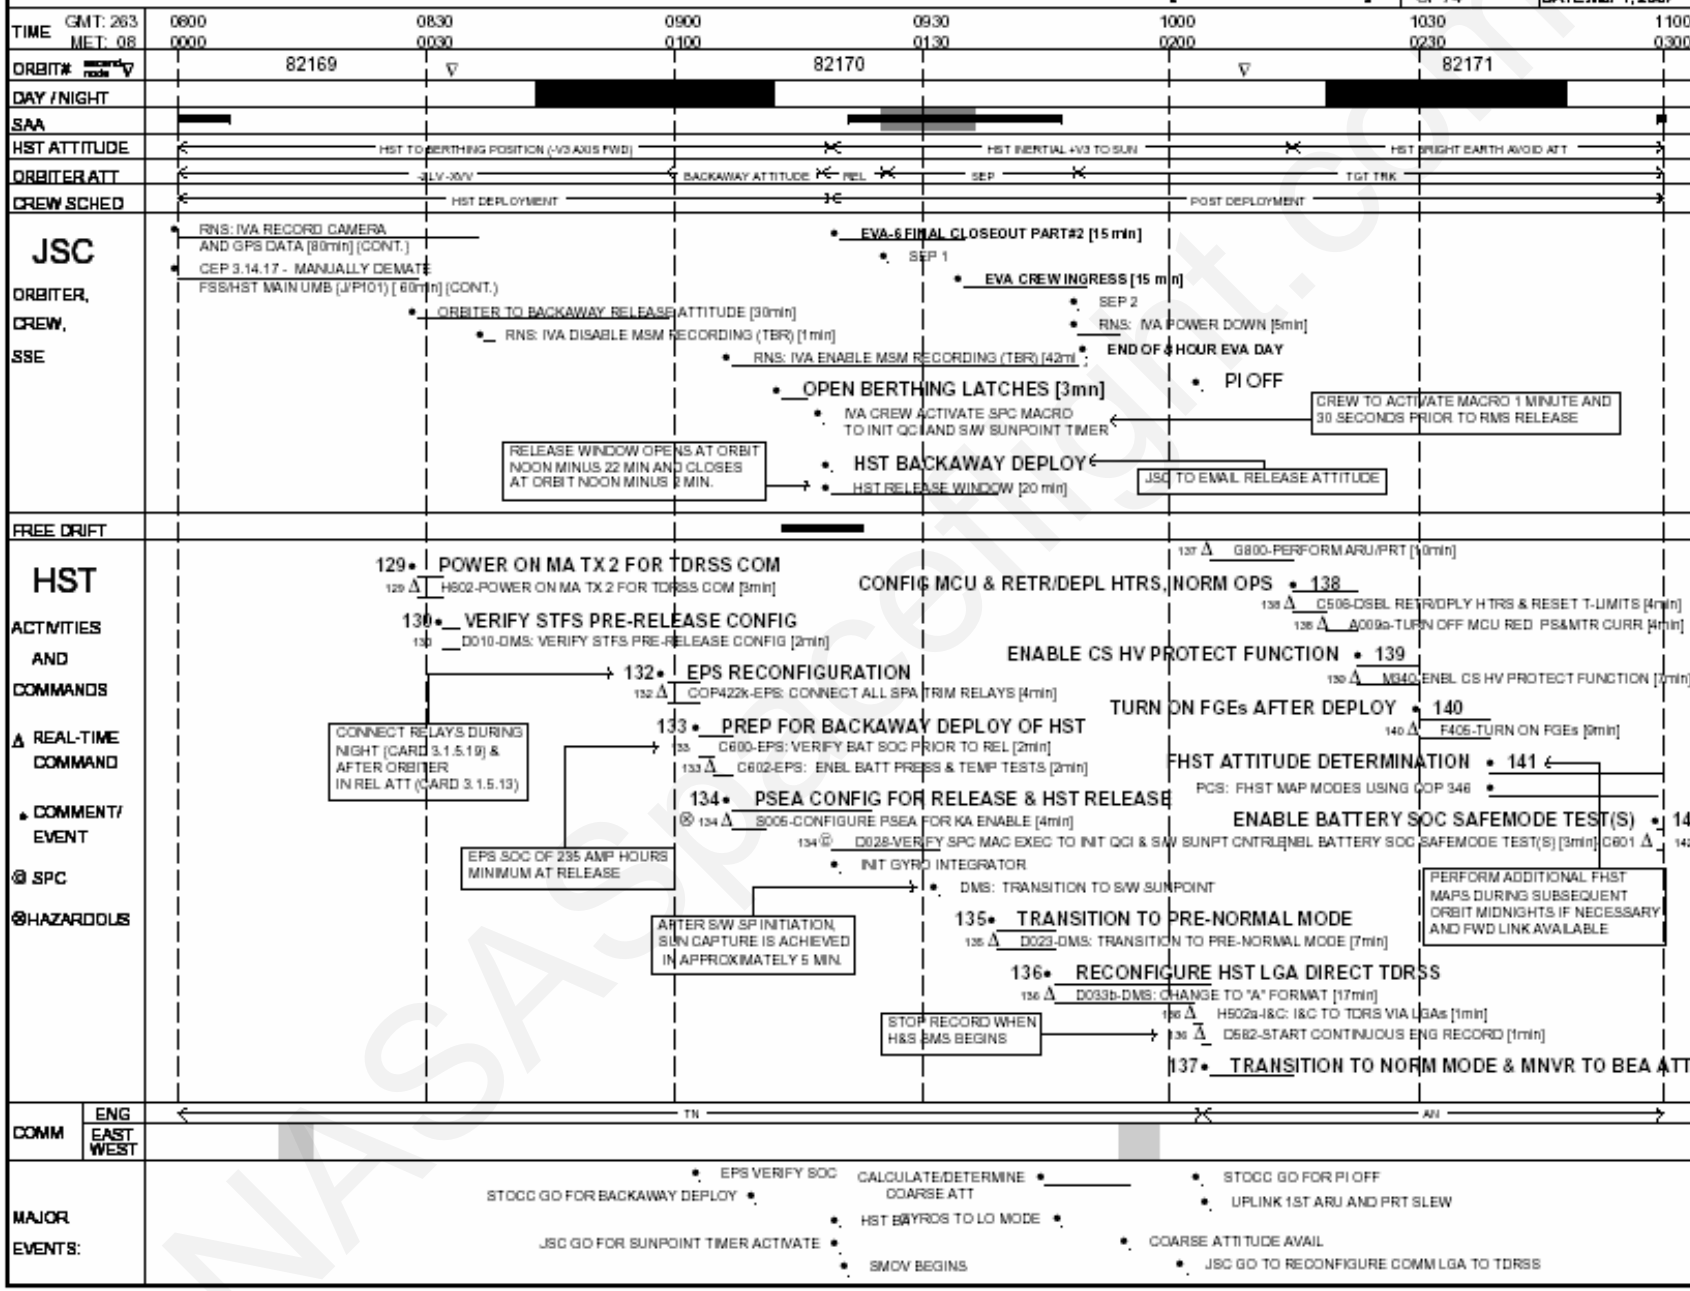 TIME GMT: 263 0800 0830 0900 0930 1000 1030 1100
MET: 08 0000 0030 0100 0130 0200 0230 0300
ORBIT# 82169 82170 82171
DAY / NIGHT
SAA
HST ATTITUDE HST TO BERTHING POSITION (-V3 AXIS FWD) HST INERTIAL +V3 TO SUN HST BRIGHT EARTH AVOID ATT
ORBITER ATT -ZLV -XVV BACKAWAY ATTITUDE REL SEP TGT TRK
CREW SCHED HST DEPLOYMENT POST DEPLOYMENT
JSC
ORBITER,
CREW,
SSE
RNS: IVA RECORD CAMERA
AND GPS DATA [80min] (CONT.)
CEP 3.14.17 - MANUALLY DEMATE
FSS/HST MAIN UMB (J/P101) [ 60min] (CONT.)
ORBITER TO BACKAWAY RELEASE ATTITUDE [30min]
RNS: IVA DISABLE MSM RECORDING (TBR) [1min]
RNS: IVA ENABLE MSM RECORDING (TBR) [42mi
OPEN BERTHING LATCHES [3mn]
IVA CREW ACTIVATE SPC MACRO
TO INIT QCI AND S/W SUNPOINT TIMER
HST BACKAWAY DEPLOY
HST RELEASE WINDOW [20 min]
RELEASE WINDOW OPENS AT ORBIT
NOON MINUS 22 MIN AND CLOSES
AT ORBIT NOON MINUS 2 MIN.
EVA-6 FINAL CLOSEOUT PART#2 [15 min]
SEP 1
EVA CREW INGRESS [15 min]
SEP 2
RNS: IVA POWER DOWN [5min]
END OF 8 HOUR EVA DAY
PI OFF
CREW TO ACTIVATE MACRO 1 MINUTE AND
30 SECONDS PRIOR TO RMS RELEASE
JSC TO EMAIL RELEASE ATTITUDE
FREE DRIFT
HST
ACTIVITIES
AND
COMMANDS
Δ REAL-TIME
COMMAND
• COMMENT/
EVENT
SPC
⊗HAZARDOUS
129• POWER ON MA TX 2 FOR TDRSS COM
129 Δ H602-POWER ON MA TX 2 FOR TDRSS COM [3min]
130• VERIFY STFS PRE-RELEASE CONFIG
130 D010-DMS: VERIFY STFS PRE-RELEASE CONFIG [2min]
132• EPS RECONFIGURATION
132 Δ COP422k-EPS: CONNECT ALL SPA TRIM RELAYS [4min]
133 • PREP FOR BACKAWAY DEPLOY OF HST
133 C600-EPS: VERIFY BAT SOC PRIOR TO REL [2min]
133 Δ C602-EPS: ENBL BATT PRESS & TEMP TESTS [2min]
134• PSEA CONFIG FOR RELEASE & HST RELEASE
⊗ 134 Δ S005-CONFIGURE PSEA FOR KA ENABLE [4min]
134 D028-VERIFY SPC MAC EXEC TO INIT QCI & S/W SUNPT CNTRL
INIT GYRO INTEGRATOR
DMS: TRANSITION TO S/W SUNPOINT
135• TRANSITION TO PRE-NORMAL MODE
135 Δ D023-DMS: TRANSITION TO PRE-NORMAL MODE [7min]
136• RECONFIGURE HST LGA DIRECT TDRSS
136 Δ D033b-DMS: CHANGE TO "A" FORMAT [17min]
136 Δ H502a-I&C: I&C TO TDRS VIA LGAs [1min]
136 Δ D582-START CONTINUOUS ENG RECORD [1min]
137• TRANSITION TO NORM MODE & MNVR TO BEA ATT
CONNECT RELAYS DURING
NIGHT (CARD 3.1.5.19) &
AFTER ORBITER
IN REL ATT (CARD 3.1.5.13)
EPS SOC OF 235 AMP HOURS
MINIMUM AT RELEASE
AFTER S/W SP INITIATION,
SUN CAPTURE IS ACHIEVED
IN APPROXIMATELY 5 MIN.
STOP RECORD WHEN
H&S SMS BEGINS
137 Δ G800-PERFORM ARU/PRT [10min]
CONFIG MCU & RETR/DEPL HTRS, NORM OPS • 138
138 Δ C506-DSBL RETR/DPLY HTRS & RESET T-LIMITS [4min]
138 Δ A009a-TURN OFF MCU RED PS&MTR CURR [4min]
ENABLE CS HV PROTECT FUNCTION • 139
139 Δ M340-ENBL CS HV PROTECT FUNCTION [7min]
TURN ON FGEs AFTER DEPLOY • 140
140 Δ F405-TURN ON FGEs [9min]
FHST ATTITUDE DETERMINATION • 141
PCS: FHST MAP MODES USING COP 346
ENABLE BATTERY SOC SAFEMODE TEST(S) • 14
ENBL BATTERY SOC SAFEMODE TEST(S) [3min] C601 Δ 142
PERFORM ADDITIONAL FHST
MAPS DURING SUBSEQUENT
ORBIT MIDNIGHTS IF NECESSARY
AND FWD LINK AVAILABLE
COMM ENG TN AN
EAST
WEST
MAJOR
EVENTS:
EPS VERIFY SOC
STOCC GO FOR BACKAWAY DEPLOY
HST
JSC GO FOR SUNPOINT TIMER ACTIVATE
SMOV BEGINS
CALCULATE/DETERMINE
COARSE ATT
GYROS TO LO MODE
COARSE ATTITUDE AVAIL
STOCC GO FOR PI OFF
UPLINK 1ST ARU AND PRT SLEW
JSC GO TO RECONFIGURE COMM LGA TO TDRSS
NASASpaceflight.com